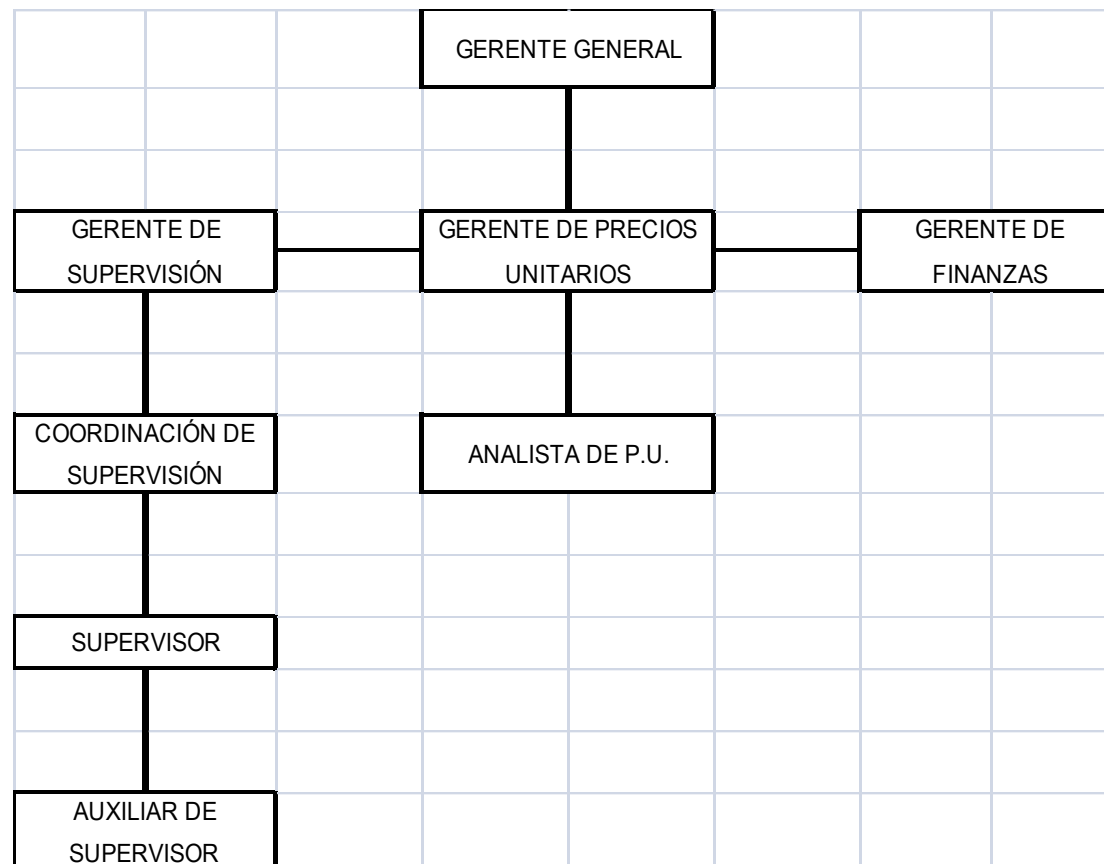 GERENTE GENERAL
GERENTE DE
SUPERVISIÓN
GERENTE DE PRECIOS
UNITARIOS
GERENTE DE
FINANZAS
COORDINACIÓN DE
SUPERVISIÓN
ANALISTA DE P.U.
SUPERVISOR
AUXILIAR DE
SUPERVISOR